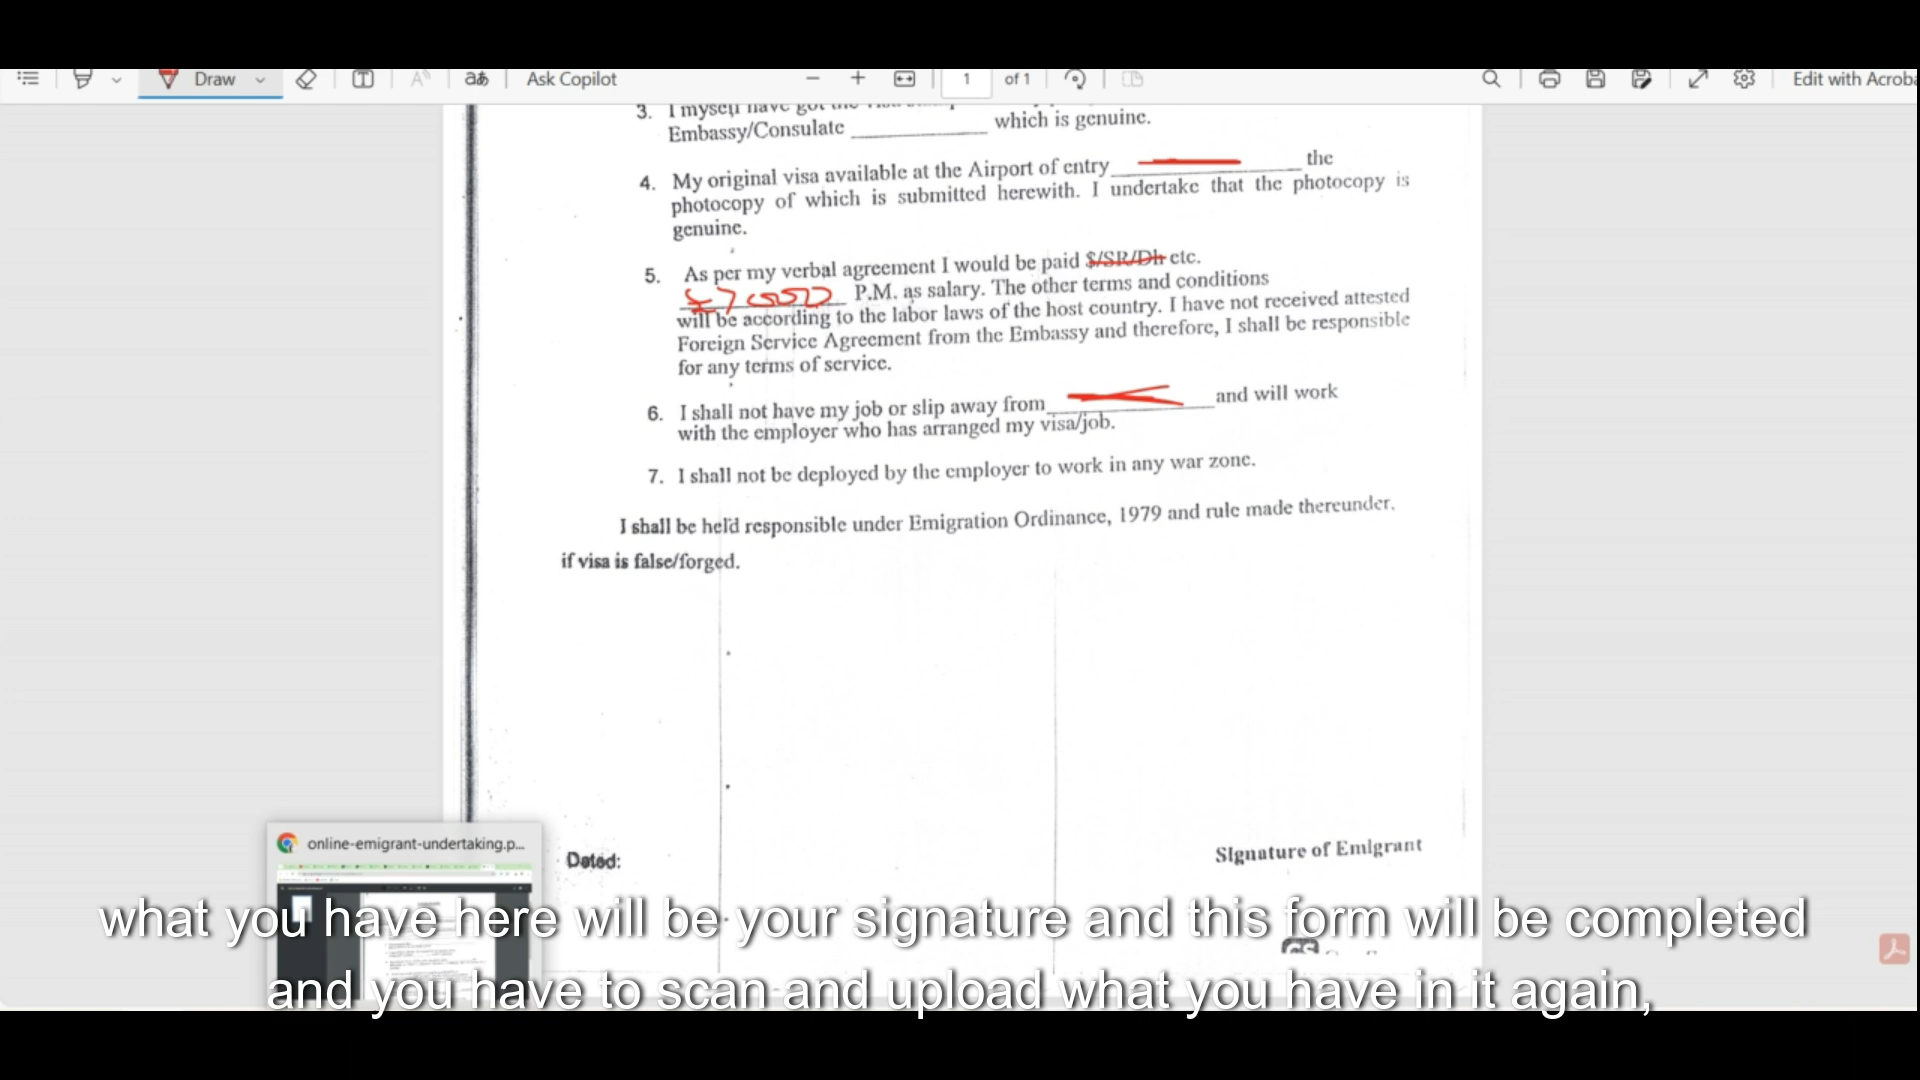 Draw
Ask Copilot
1 of 1
Edit with Acroba
3. I myself have got the
Embassy/Consulate ____________ which is genuine.
4. My original visa available at the Airport of entry____________ the
photocopy of which is submitted herewith. I undertake that the photocopy is
genuine.
5. As per my verbal agreement I would be paid $/SR/Dh etc.
____________ P.M. as salary. The other terms and conditions
will be according to the labor laws of the host country. I have not received attested
Foreign Service Agreement from the Embassy and therefore, I shall be responsible
for any terms of service.
6. I shall not have my job or slip away from____________and will work
with the employer who has arranged my visa/job.
7. I shall not be deployed by the employer to work in any war zone.
I shall be held responsible under Emigration Ordinance, 1979 and rule made thereunder.
if visa is false/forged.
online-emigrant-undertaking.p...
Dated:
Signature of Emigrant
what you have here will be your signature and this form will be completed
and you have to scan and upload what you have in it again,